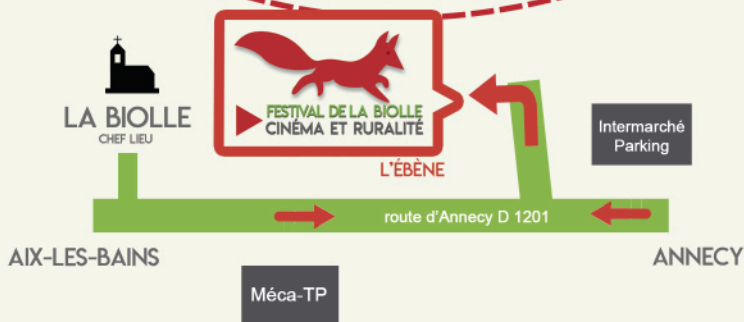 LA BIOLLE
CHEF LIEU
FESTIVAL DE LA BIOLLE
CINÉMA ET RURALITÉ
L'ÉBÈNE
Intermarché
Parking
route d'Annecy D 1201
AIX-LES-BAINS
ANNECY
Méca-TP